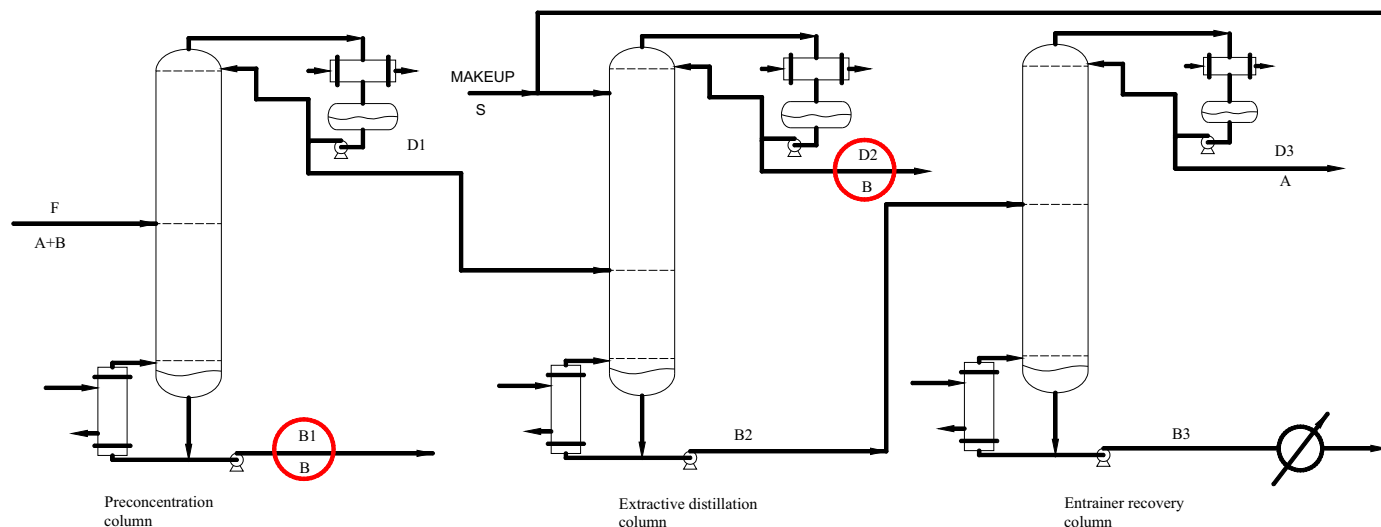 MAKEUP
S
D1
D2
B
D3
A
F
A+B
B1
B
B2
B3
Preconcentration
column
Extractive distillation
column
Entrainer recovery
column